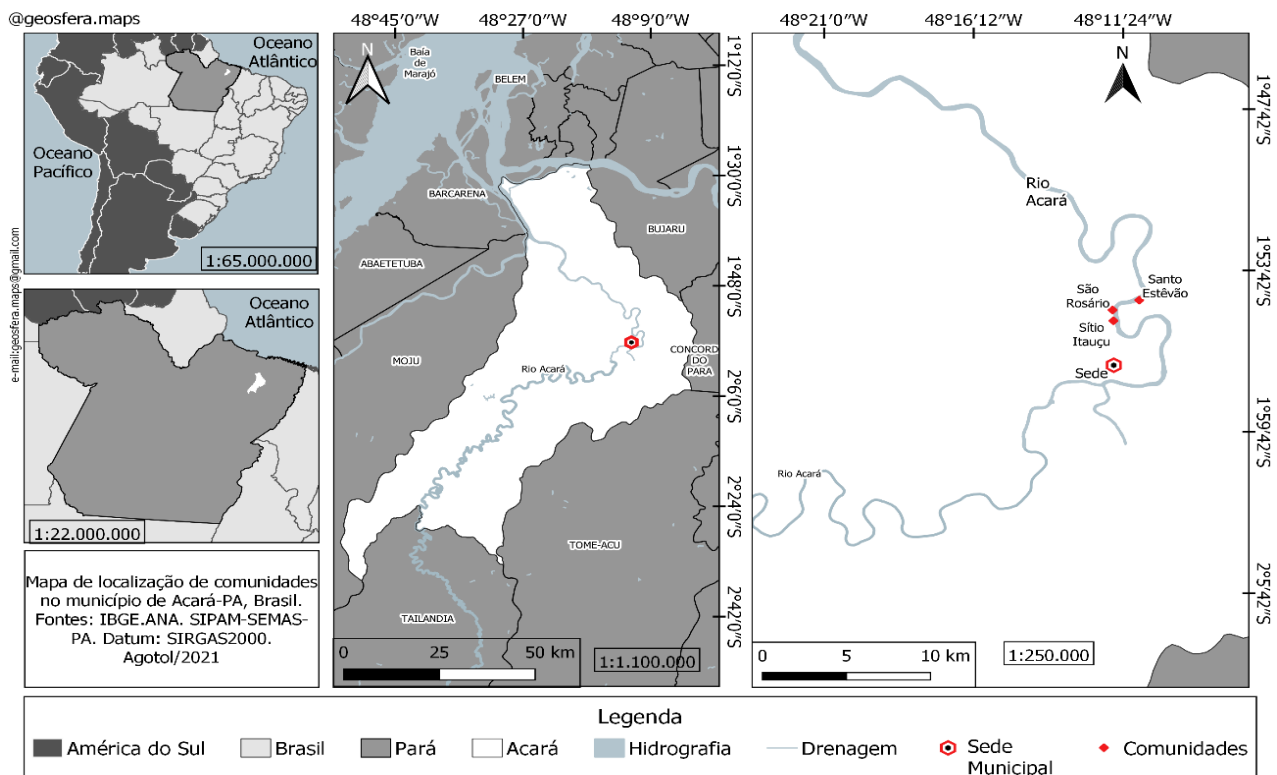 @geosfera.maps
e-mail:geosfera.maps@gmail.com
Oceano
Atlântico
Oceano
Pacífico
1:65.000.000
Oceano
Atlântico
1:22.000.000
Mapa de localização de comunidades
no município de Acará-PA, Brasil.
Fontes: IBGE.ANA. SIPAM-SEMAS-
PA. Datum: SIRGAS2000.
Agotol/2021
48°45'0"W 48°27'0"W 48°9'0"W
N
Baía
de
Marajó
BELEM
BARCARENA
BUJARU
ABAETETUBA
MOJU
CONCORD
DO
PARA
Rio Acará
TOME-ACU
TAILANDIA
1°12'0"S
1°30'0"S
1°48'0"S
2°6'0"S
2°24'0"S
2°42'0"S
0 25 50 km
1:1.100.000
48°21'0"W 48°16'12"W 48°11'24"W
N
Rio
Acará
Santo
Estêvão
São
Rosário
Sítio
Itauçu
Sede
Rio Acará
1°47'42"S
1°53'42"S
1°59'42"S
2°5'42"S
0 5 10 km
1:250.000
Legenda
América do Sul
Brasil
Pará
Acará
Hidrografia
Drenagem
Sede
Municipal
Comunidades